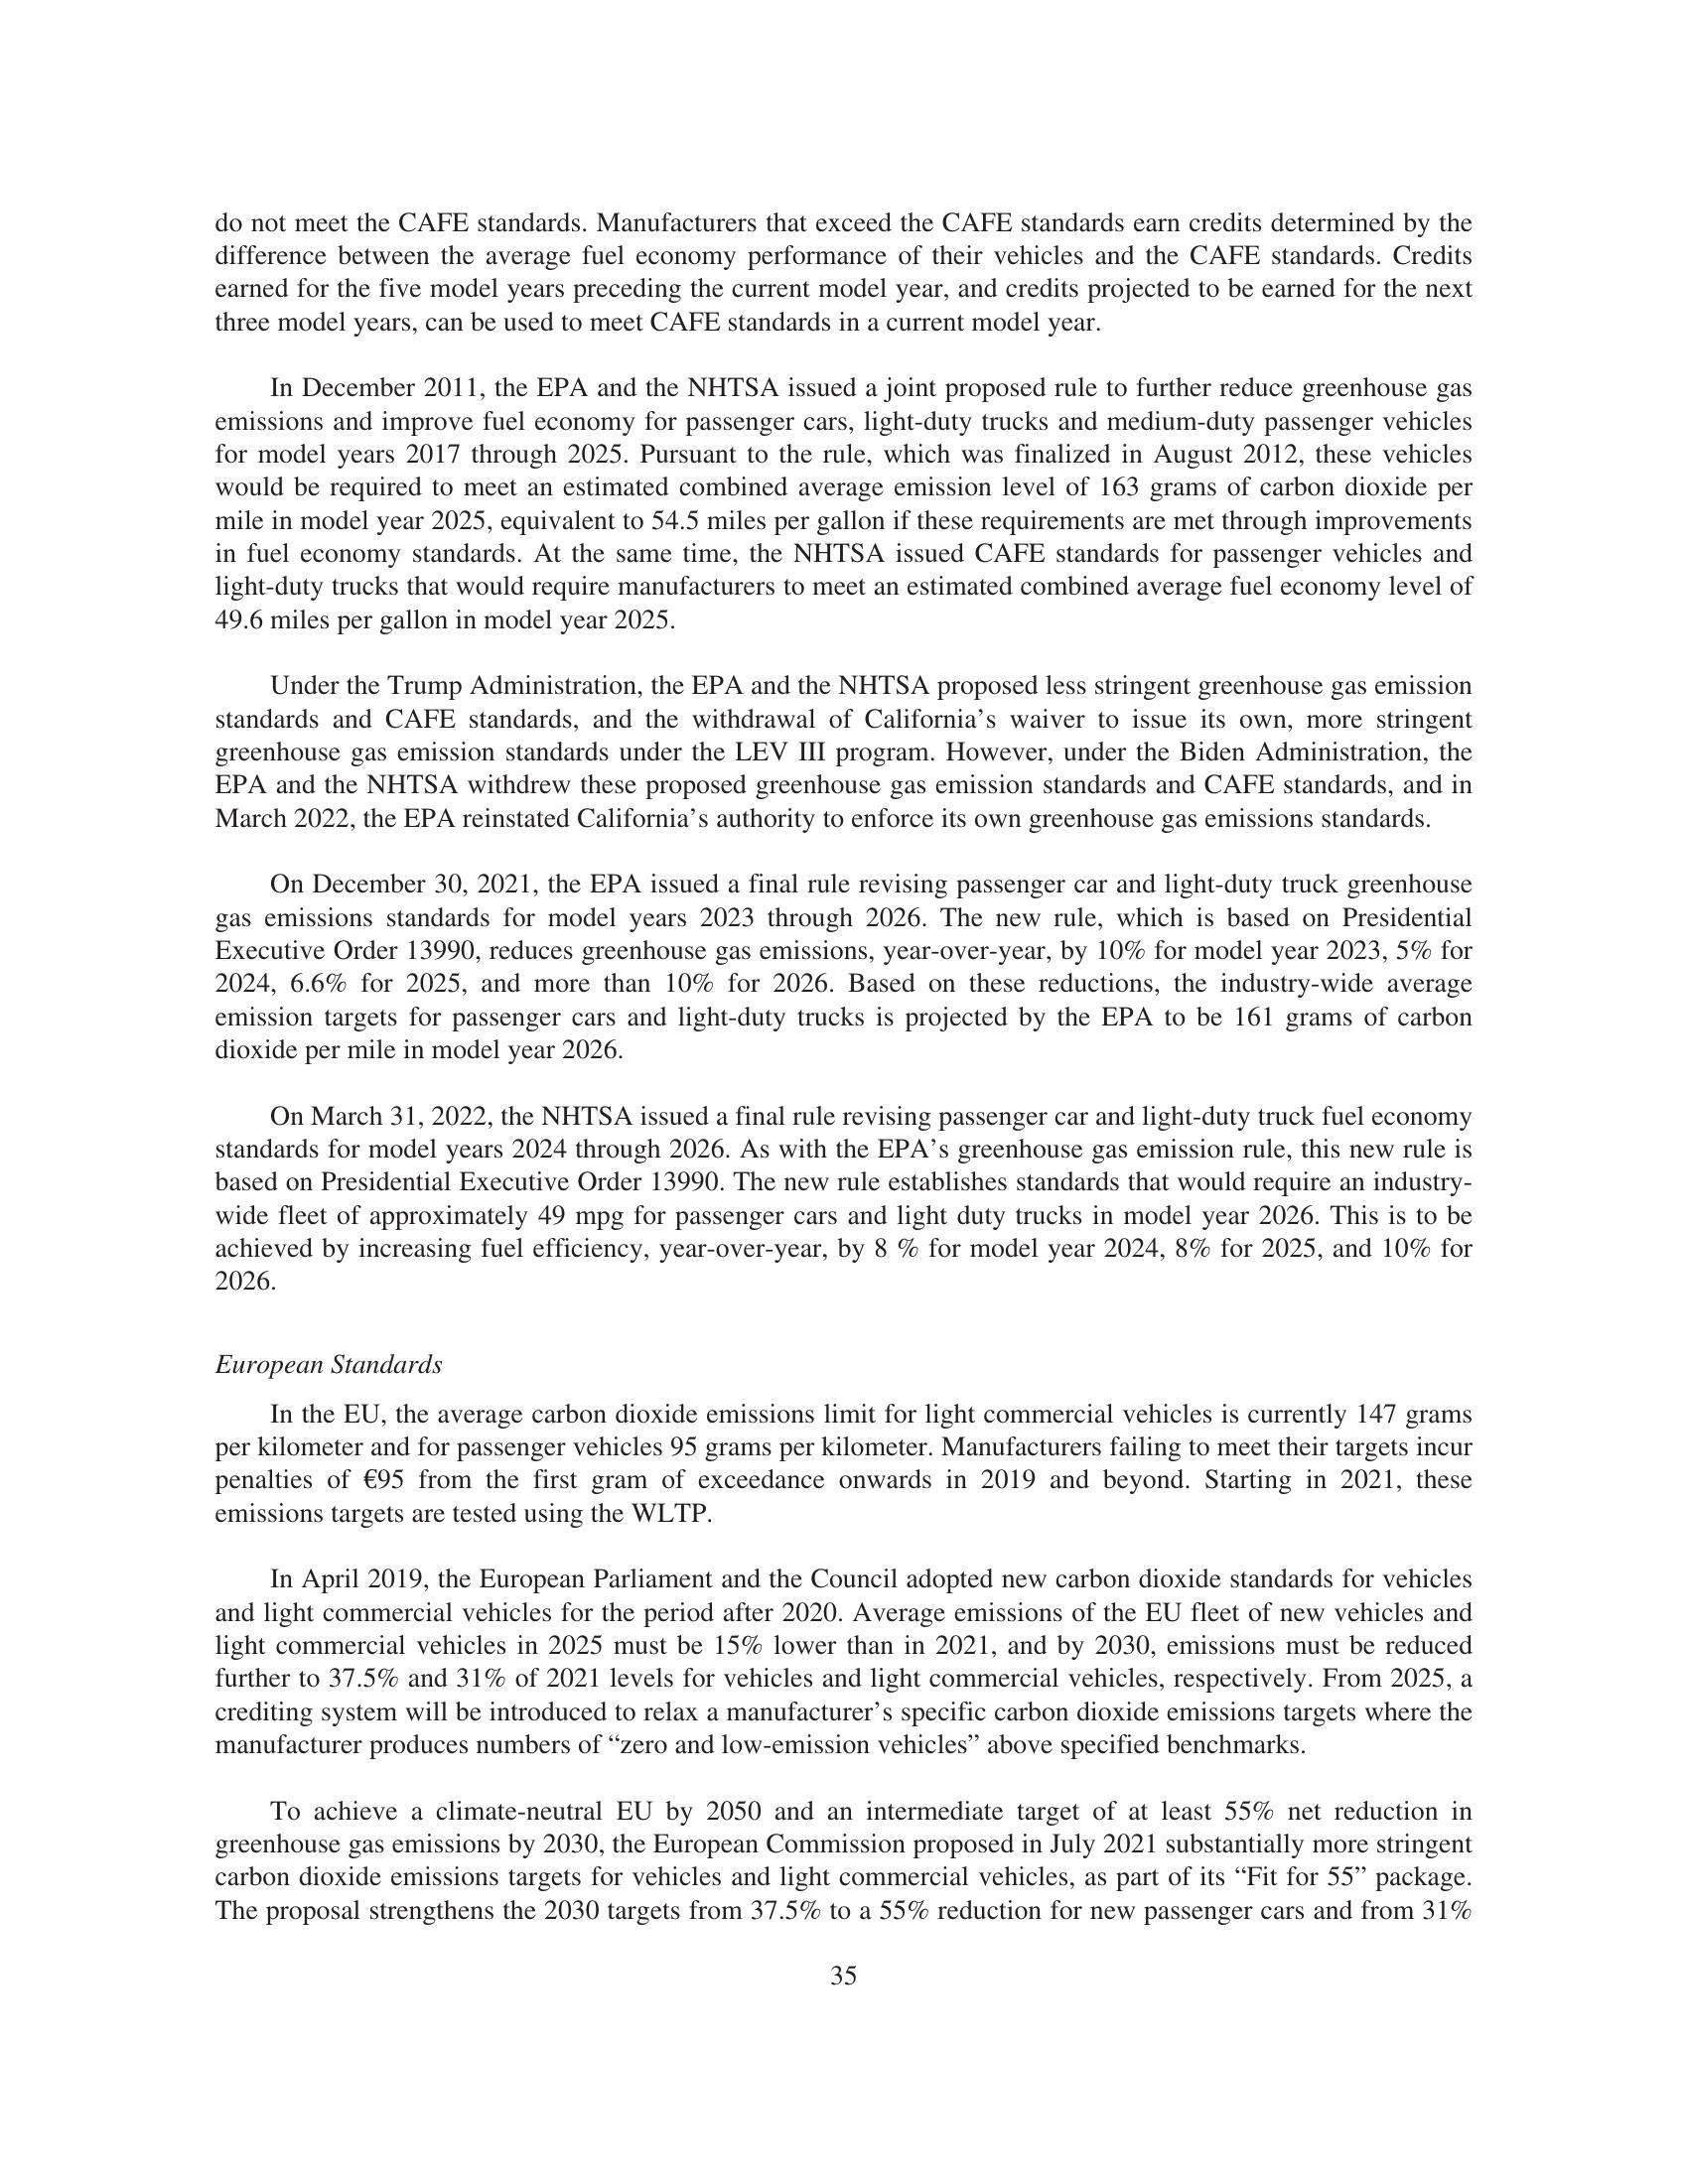 do not meet the CAFE standards. Manufacturers that exceed the CAFE standards earn credits determined by the
difference between the average fuel economy performance of their vehicles and the CAFE standards. Credits
earned for the five model years preceding the current model year, and credits projected to be earned for the next
three model years, can be used to meet CAFE standards in a current model year.
In December 2011, the EPA and the NHTSA issued a joint proposed rule to further reduce greenhouse gas
emissions and improve fuel economy for passenger cars, light-duty trucks and medium-duty passenger vehicles
for model years 2017 through 2025. Pursuant to the rule, which was finalized in August 2012, these vehicles
would be required to meet an estimated combined average emission level of 163 grams of carbon dioxide per
mile in model year 2025, equivalent to 54.5 miles per gallon if these requirements are met through improvements
in fuel economy standards. At the same time, the NHTSA issued CAFE standards for passenger vehicles and
light-duty trucks that would require manufacturers to meet an estimated combined average fuel economy level of
49.6 miles per gallon in model year 2025.
Under the Trump Administration, the EPA and the NHTSA proposed less stringent greenhouse gas emission
standards and CAFE standards, and the withdrawal of California’s waiver to issue its own, more stringent
greenhouse gas emission standards under the LEV III program. However, under the Biden Administration, the
EPA and the NHTSA withdrew these proposed greenhouse gas emission standards and CAFE standards, and in
March 2022, the EPA reinstated California’s authority to enforce its own greenhouse gas emissions standards.
On December 30, 2021, the EPA issued a final rule revising passenger car and light-duty truck greenhouse
gas emissions standards for model years 2023 through 2026. The new rule, which is based on Presidential
Executive Order 13990, reduces greenhouse gas emissions, year-over-year, by 10% for model year 2023, 5% for
2024, 6.6% for 2025, and more than 10% for 2026. Based on these reductions, the industry-wide average
emission targets for passenger cars and light-duty trucks is projected by the EPA to be 161 grams of carbon
dioxide per mile in model year 2026.
On March 31, 2022, the NHTSA issued a final rule revising passenger car and light-duty truck fuel economy
standards for model years 2024 through 2026. As with the EPA’s greenhouse gas emission rule, this new rule is
based on Presidential Executive Order 13990. The new rule establishes standards that would require an industry-
wide fleet of approximately 49 mpg for passenger cars and light duty trucks in model year 2026. This is to be
achieved by increasing fuel efficiency, year-over-year, by 8 % for model year 2024, 8% for 2025, and 10% for
2026.
European Standards
In the EU, the average carbon dioxide emissions limit for light commercial vehicles is currently 147 grams
per kilometer and for passenger vehicles 95 grams per kilometer. Manufacturers failing to meet their targets incur
penalties of €95 from the first gram of exceedance onwards in 2019 and beyond. Starting in 2021, these
emissions targets are tested using the WLTP.
In April 2019, the European Parliament and the Council adopted new carbon dioxide standards for vehicles
and light commercial vehicles for the period after 2020. Average emissions of the EU fleet of new vehicles and
light commercial vehicles in 2025 must be 15% lower than in 2021, and by 2030, emissions must be reduced
further to 37.5% and 31% of 2021 levels for vehicles and light commercial vehicles, respectively. From 2025, a
crediting system will be introduced to relax a manufacturer’s specific carbon dioxide emissions targets where the
manufacturer produces numbers of “zero and low-emission vehicles” above specified benchmarks.
To achieve a climate-neutral EU by 2050 and an intermediate target of at least 55% net reduction in
greenhouse gas emissions by 2030, the European Commission proposed in July 2021 substantially more stringent
carbon dioxide emissions targets for vehicles and light commercial vehicles, as part of its “Fit for 55” package.
The proposal strengthens the 2030 targets from 37.5% to a 55% reduction for new passenger cars and from 31%
35